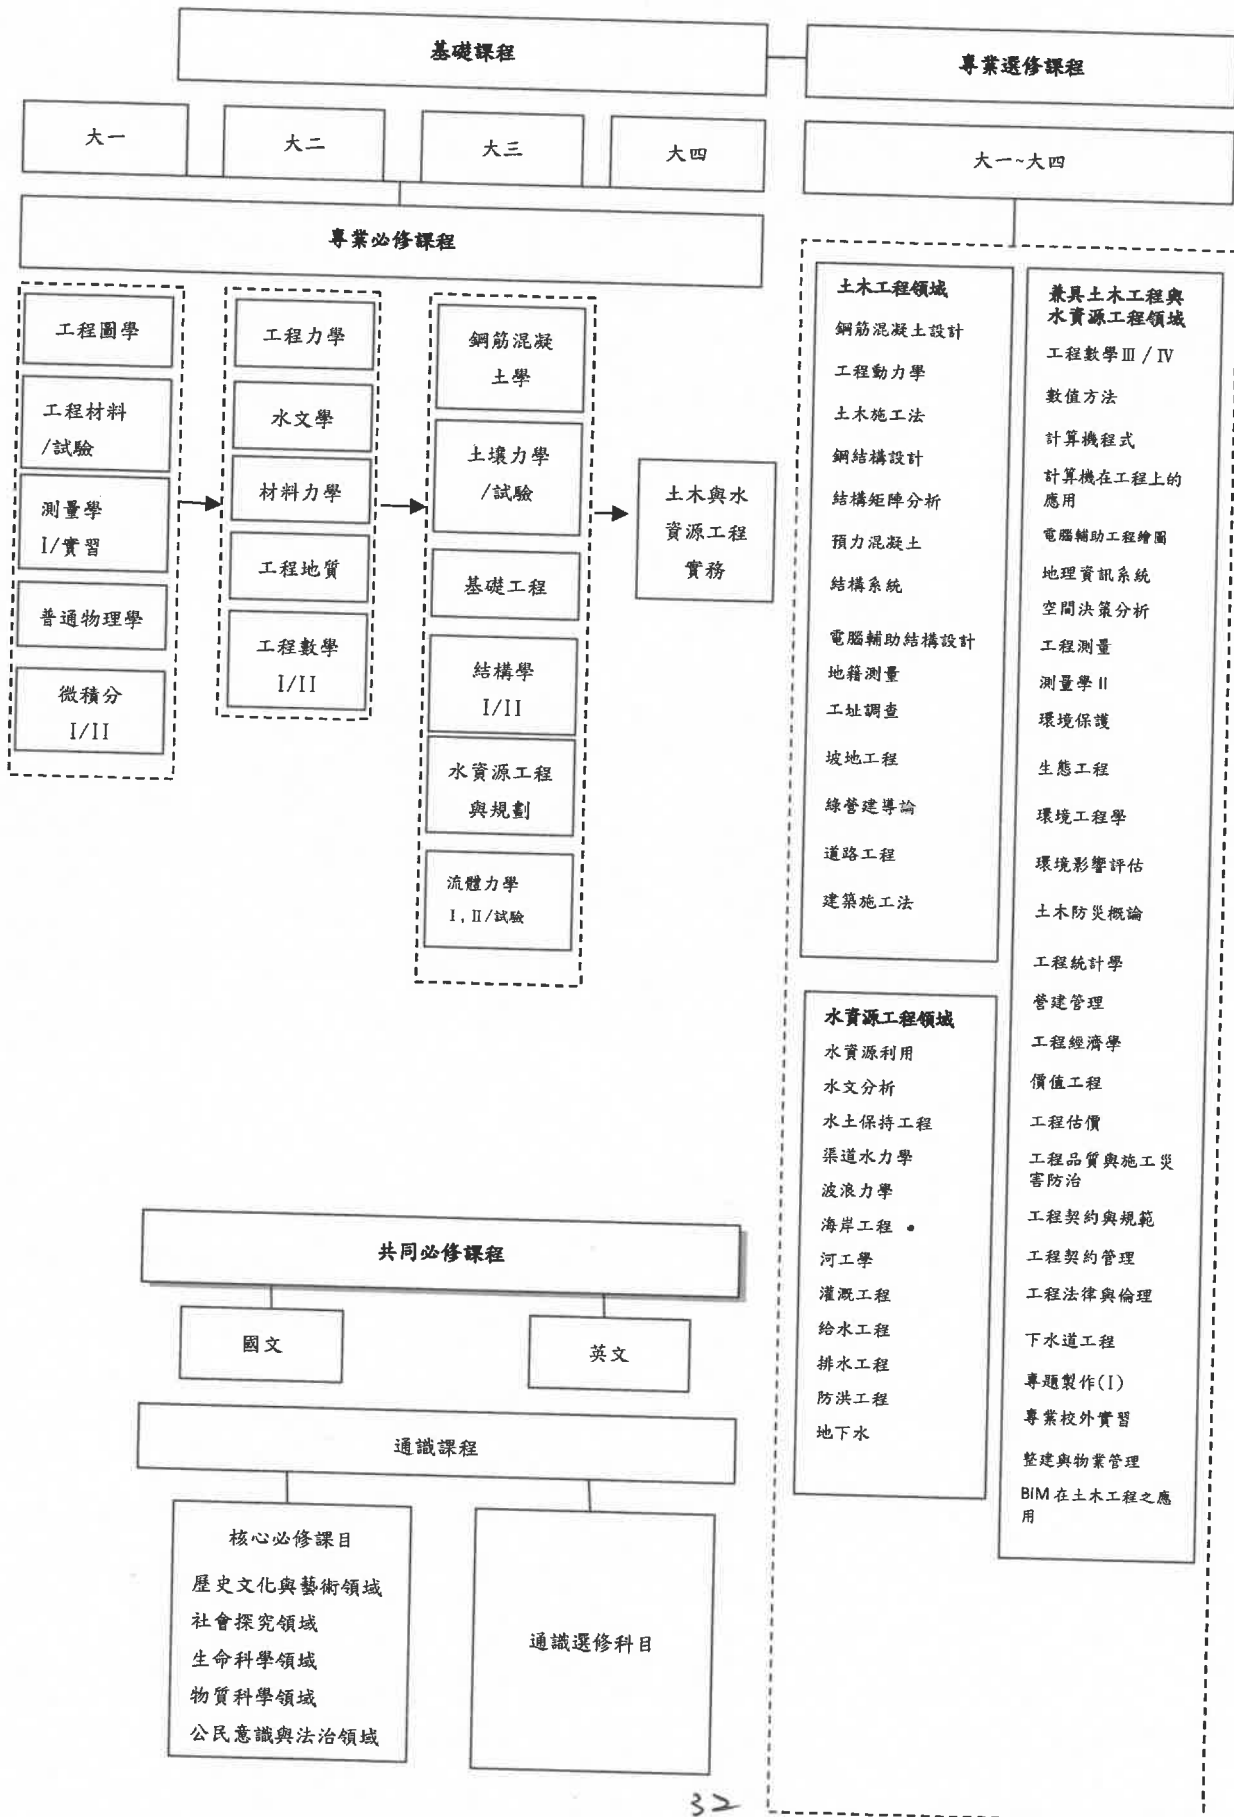 基礎課程
專業選修課程
大一
大二
大三
大四
大一~大四
專業必修課程
工程圖學
工程材料
/試驗
測量學
I/實習
普通物理學
微積分
I/II
工程力學
水文學
材料力學
工程地質
工程數學
I/II
鋼筋混凝
土學
土壤力學
/試驗
基礎工程
結構學
I/II
水資源工程
與規劃
流體力學
I, II/試驗
土木與水
資源工程
實務
土木工程領域
鋼筋混凝土設計
工程動力學
土木施工法
鋼結構設計
結構矩陣分析
預力混凝土
結構系統
電腦輔助結構設計
地籍測量
工址調查
坡地工程
綠營建導論
道路工程
建築施工法
水資源工程領域
水資源利用
水文分析
水土保持工程
渠道水力學
波浪力學
海岸工程
河工學
灌溉工程
給水工程
排水工程
防洪工程
地下水
兼具土木工程與
水資源工程領域
工程數學III / IV
數值方法
計算機程式
計算機在工程上的
應用
電腦輔助工程繪圖
地理資訊系統
空間決策分析
工程測量
測量學II
環境保護
生態工程
環境工程學
環境影響評估
土木防災概論
工程統計學
營建管理
工程經濟學
價值工程
工程估價
工程品質與施工災
害防治
工程契約與規範
工程契約管理
工程法律與倫理
下水道工程
專題製作(I)
專業校外實習
整建與物業管理
BIM 在土木工程之應
用
共同必修課程
國文
英文
通識課程
核心必修課目
歷史文化與藝術領域
社會探究領域
生命科學領域
物質科學領域
公民意識與法治領域
通識選修科目
32